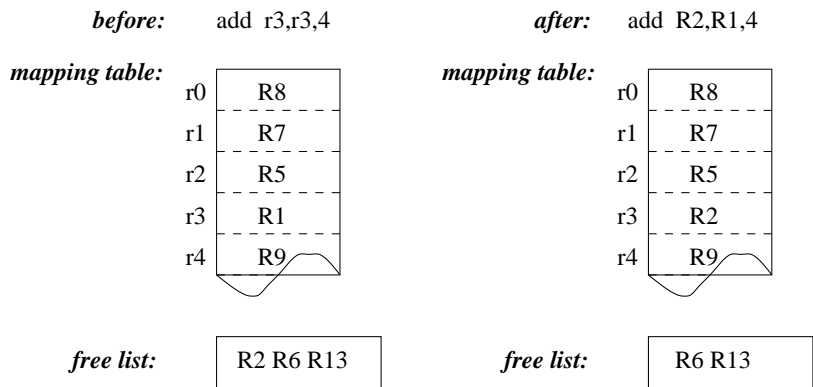 before: add r3,r3,4
mapping table:
r0 R8
r1 R7
r2 R5
r3 R1
r4 R9
free list: R2 R6 R13
after: add R2,R1,4
mapping table:
r0 R8
r1 R7
r2 R5
r3 R2
r4 R9
free list: R6 R13